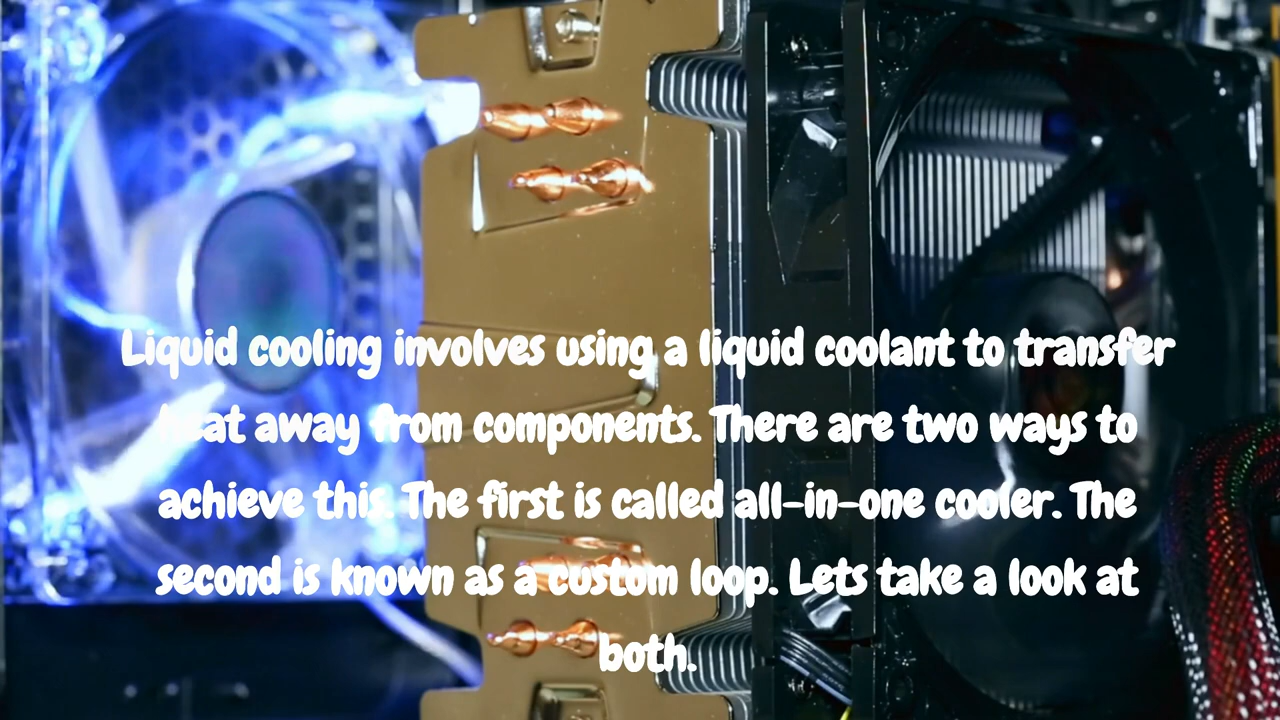 Liquid cooling involves using a liquid coolant to transfer
heat away from components. There are two ways to
achieve this. The first is called all-in-one cooler. The
second is known as a custom loop. Lets take a look at
both.